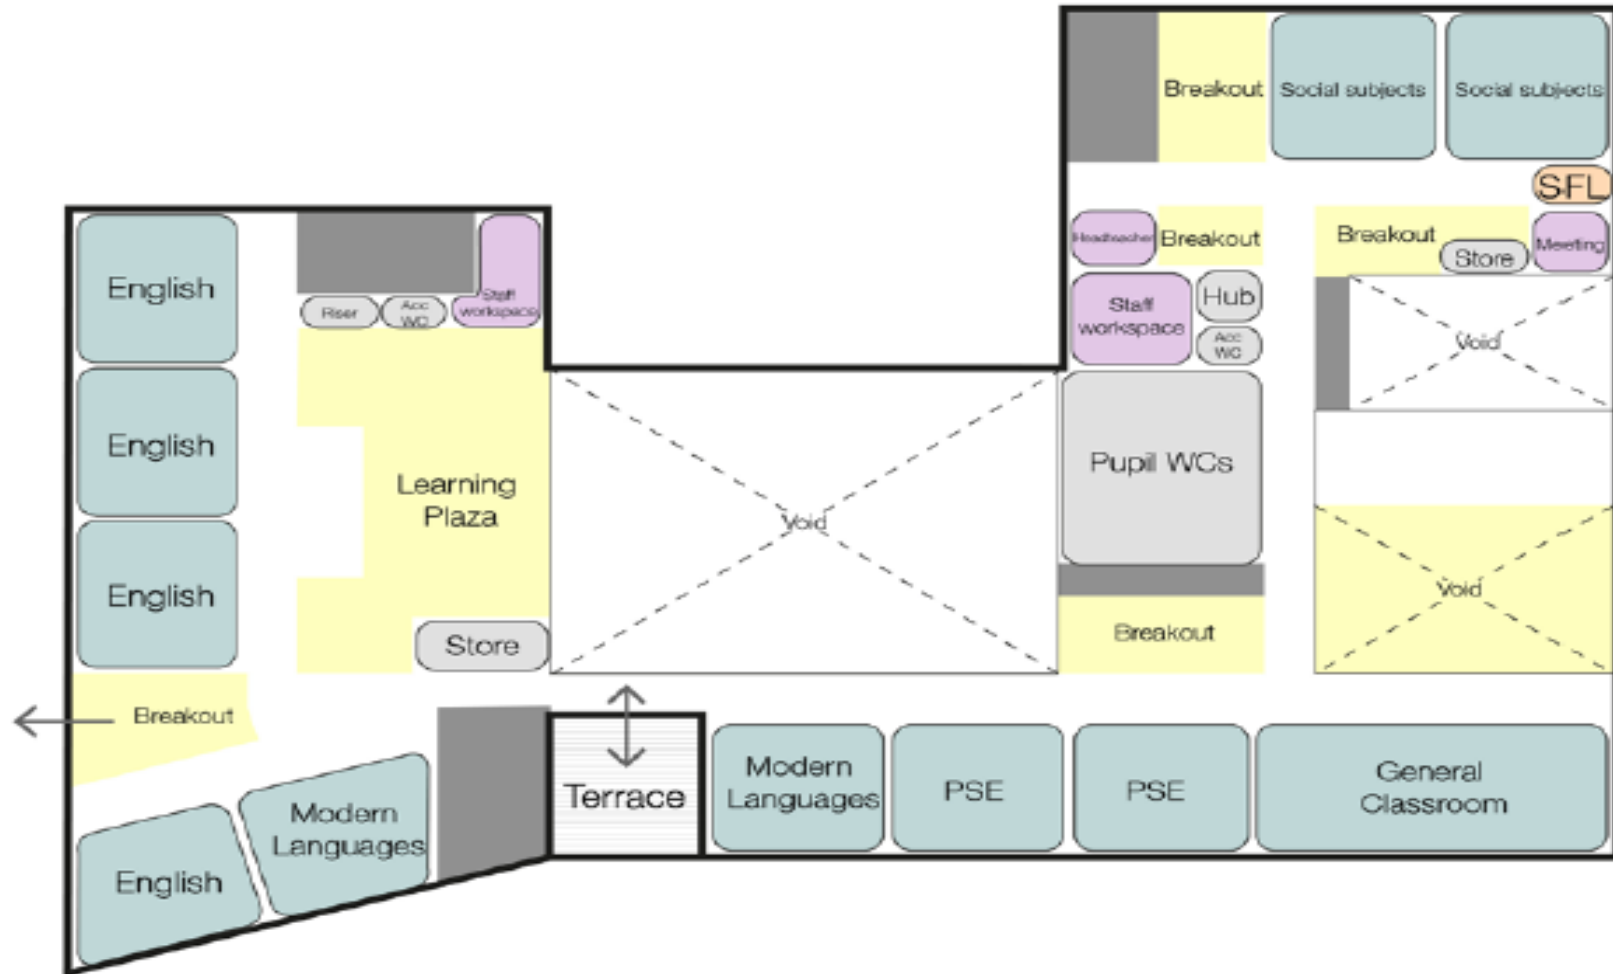 Breakout
Social subjects
Social subjects
SFL
English
Headteacher
Breakout
Breakout
Store
Meeting
Riser
Acc
WC
Staff
workspace
Staff
workspace
Hub
Acc
WC
Void
English
Learning
Plaza
Void
Pupil WCs
English
Void
Store
Breakout
Breakout
Terrace
Modern
Languages
PSE
PSE
General
Classroom
Modern
Languages
English